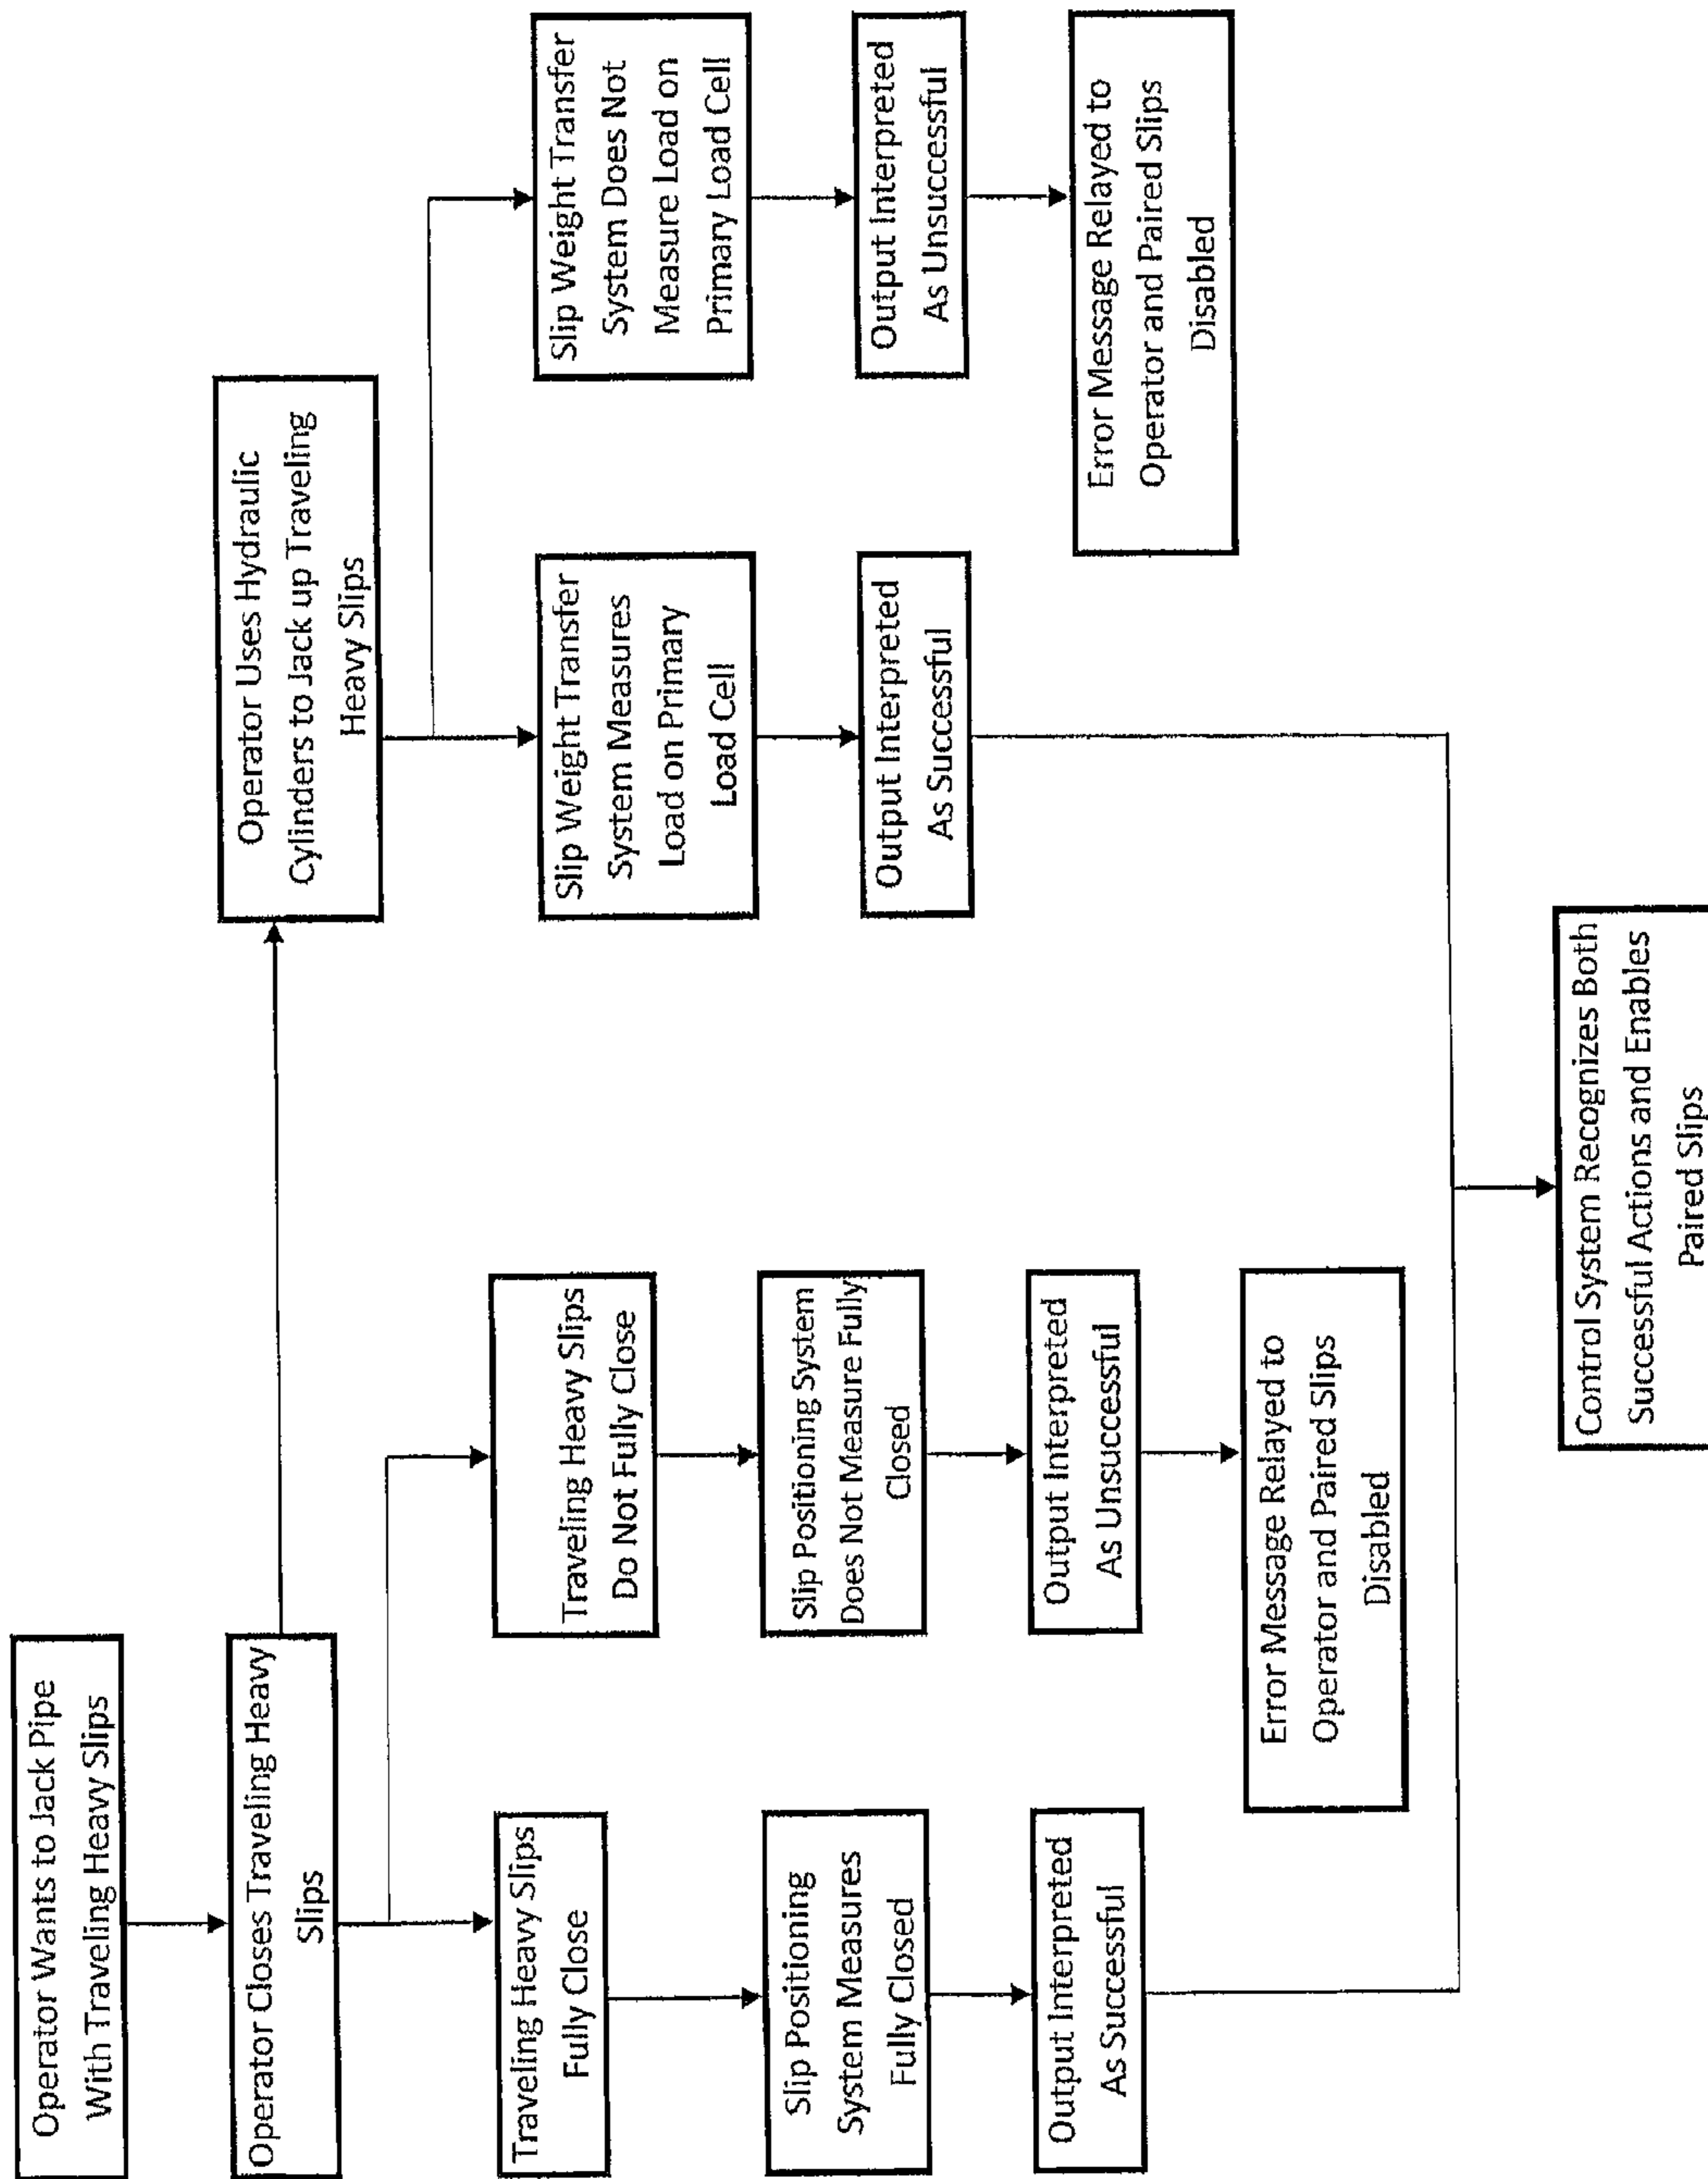 Operator Wants to Jack Pipe
With Traveling Heavy Slips
Operator Closes Traveling Heavy
Slips
Operator Uses Hydraulic
Cylinders to Jack up Traveling
Heavy Slips
Traveling Heavy Slips
Fully Close
Traveling Heavy Slips
Do Not Fully Close
Slip Weight Transfer
System Measures
Load on Primary
Load Cell
Slip Weight Transfer
System Does Not
Measure Load on
Primary Load Cell
Slip Positioning
System Measures
Fully Closed
Slip Positioning System
Does Not Measure Fully
Closed
Output Interpreted
As Successful
Output Interpreted
As Unsuccessful
Output Interpreted
As Successful
Output Interpreted
As Unsuccessful
Error Message Relayed to
Operator and Paired Slips
Disabled
Error Message Relayed to
Operator and Paired Slips
Disabled
Control System Recognizes Both
Successful Actions and Enables
Paired Slips